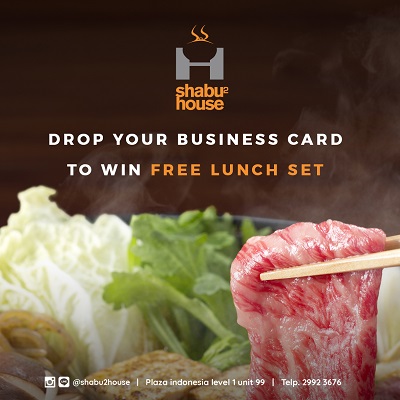 shabu²
house
DROP YOUR BUSINESS CARD
TO WIN FREE LUNCH SET
@shabu2house | Plaza indonesia level 1 unit 99 | Telp. 2992 3676